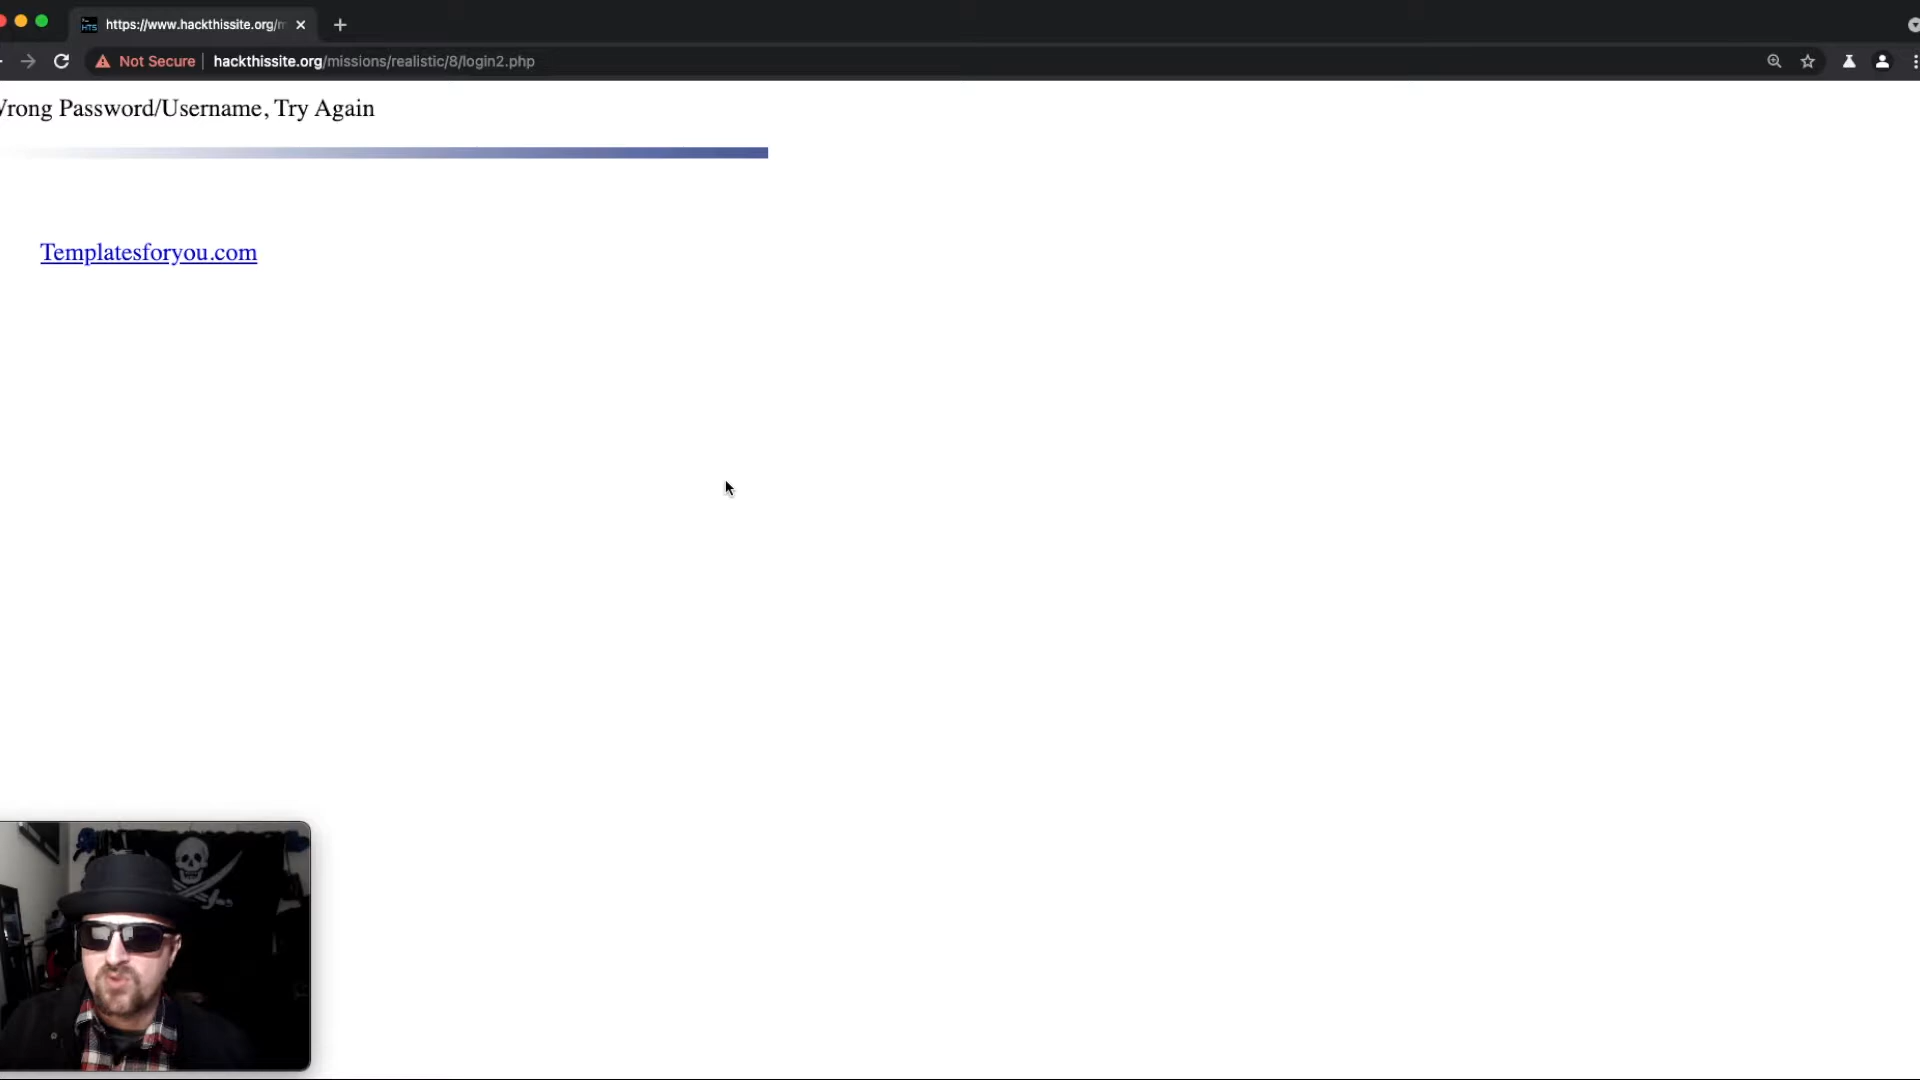 https://www.hackthissite.org/m
Not Secure hackthissite.org/missions/realistic/8/login2.php
Wrong Password/Username, Try Again
Templatesforyou.com